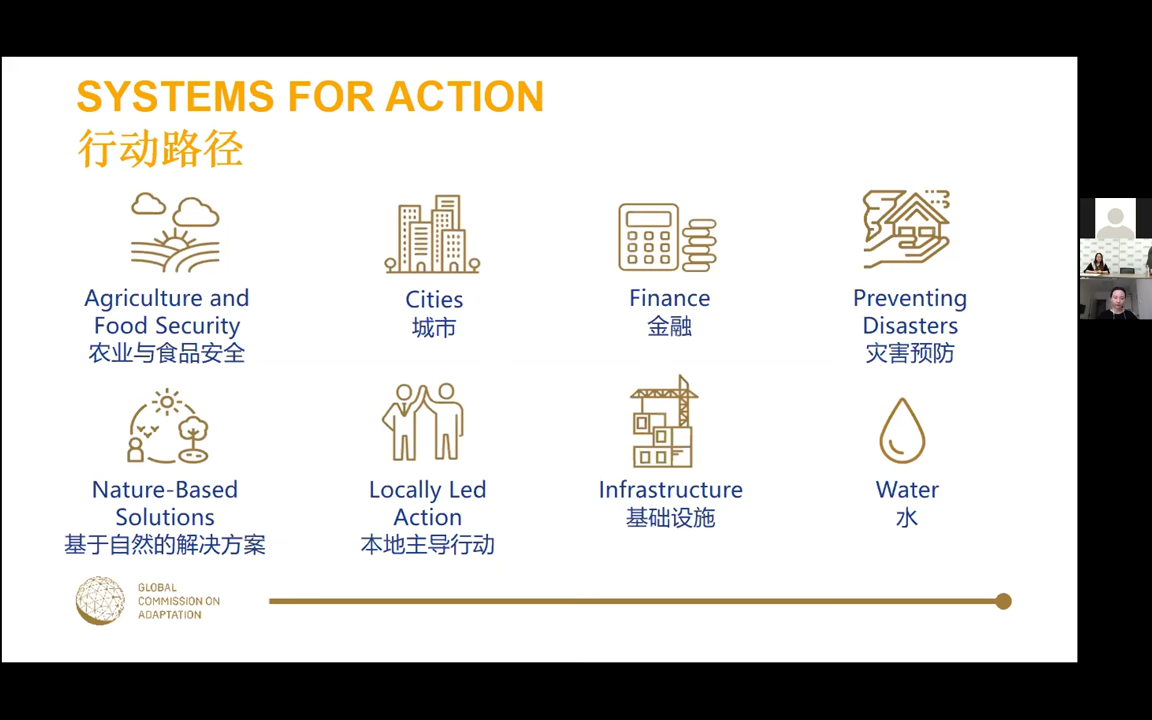 SYSTEMS FOR ACTION
行动路径
Agriculture and
Food Security
农业与食品安全
Cities
城市
Finance
金融
Preventing
Disasters
灾害预防
Nature-Based
Solutions
基于自然的解决方案
Locally Led
Action
本地主导行动
Infrastructure
基础设施
Water
水
GLOBAL
COMMISSION ON
ADAPTATION